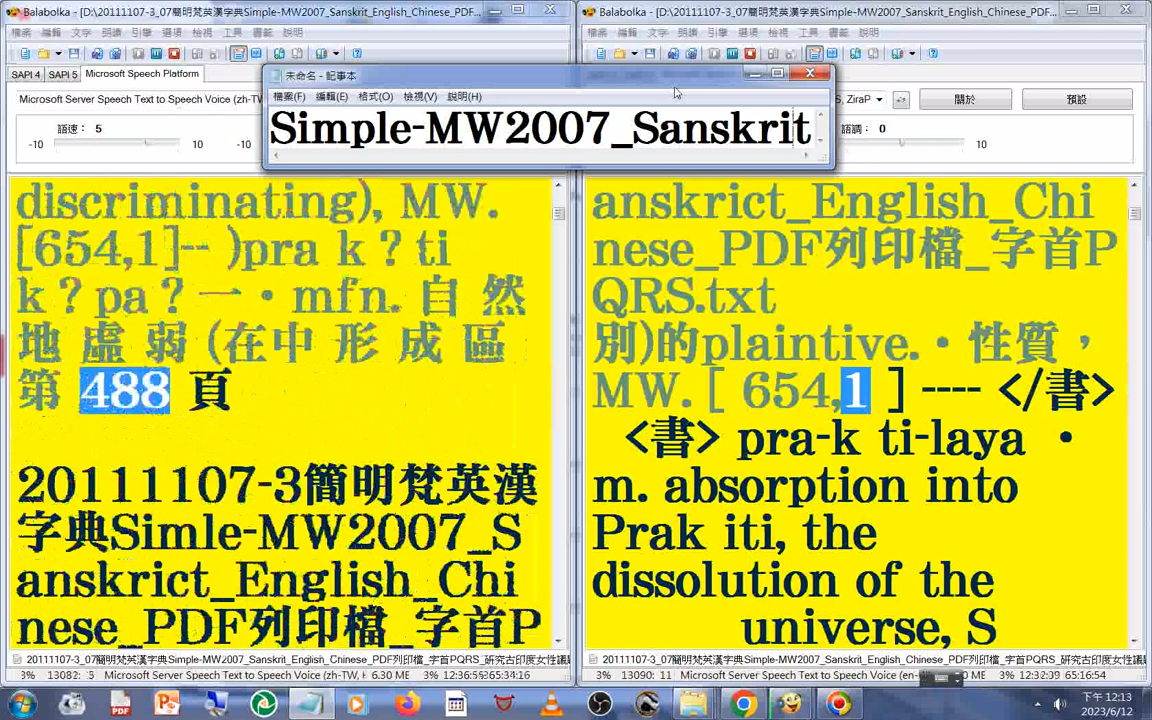 Balabolka - [D:\20111107-3_07簡明梵英漢字典Simple-MW2007_Sanskrit_English_Chinese_PDF...
檔案 編輯 文字 朗讀 引擎 選項 檢視 工具 書籤 說明
SAPI 4 SAPI 5 Microsoft Speech Platform
Microsoft Server Speech Text to Speech Voice (zh-TW,
語速： 5
-10 10 -10
discriminating), MW.
[654,1]-- )pra k ? ti
k ? pa ? 一・mfn. 自 然
地 虛 弱 (在中 形 成 區
第 488 頁
20111107-3簡明梵英漢
字典Simle-MW2007_S
anskrict_English_Chi
nese_PDF列印檔_字首P
20111107-3_07簡明梵英漢字典Simple-MW2007_Sanskrit_English_Chinese_PDF列印檔_字首PQRS_研究古印度女性議
3% Microsoft Server Speech Text to Speech Voice (zh-TW, 6.30 ME
未命名 - 記事本
檔案(F) 編輯(E) 格式(O) 檢視(V) 說明(H)
Simple-MW2007_Sanskrit
Balabolka - [D:\20111107-3_07簡明梵英漢字典Simple-MW2007_Sanskrit_English_Chinese_PDF...
檔案 編輯 文字 朗讀 引擎 選項 檢視 工具 書籤 說明
, ZiraP 關於 預設
語調： 0
10
anskrict_English_Chi
nese_PDF列印檔_字首P
QRS.txt
別)的plaintive.・性質，
MW. [ 654,1 ] ---- </書>
<書> pra-k ti-laya ・
m. absorption into
Prak iti, the
dissolution of the
universe, S
20111107-3_07簡明梵英漢字典Simple-MW2007_Sanskrit_English_Chinese_PDF列印檔_字首PQRS_研究古印度女性議
3% 13090: 11 Microsoft Server Speech Text to Speech Voice (zh-TW, 12:32:39 65:16:54
下午 12:13
2023/6/12